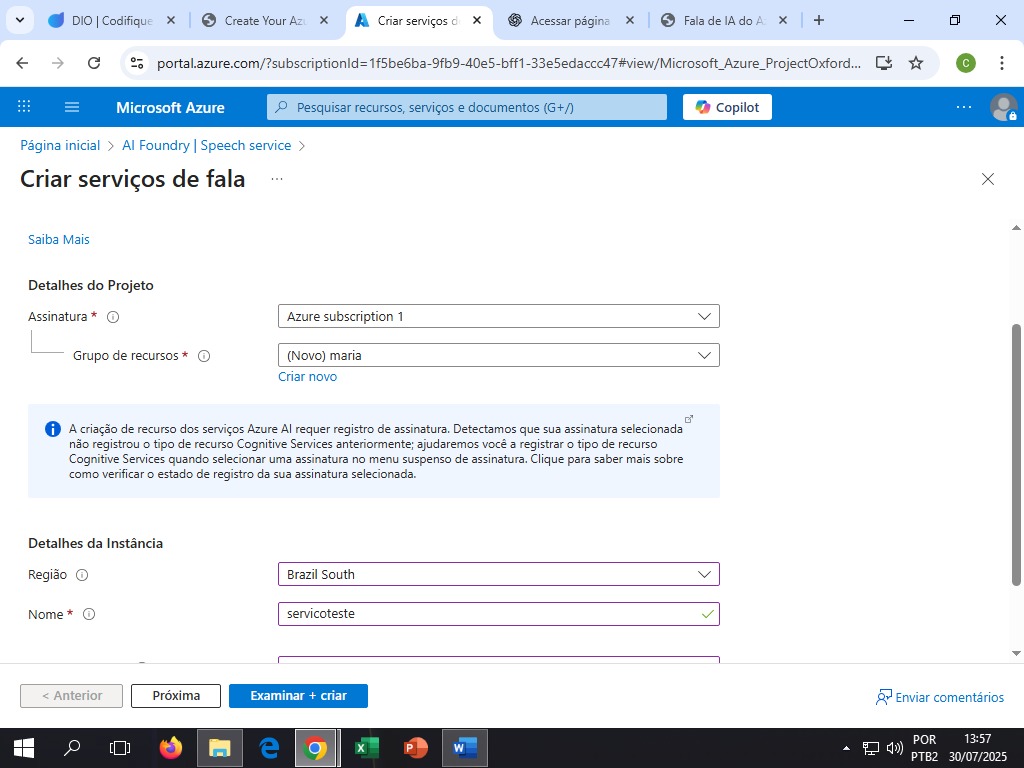 DIO | Codifique
Create Your Azu
Criar serviços d
Acessar página
Fala de IA do A
portal.azure.com/?subscriptionId=1f5be6ba-9fb9-40e5-bff1-33e5edaccc47#view/Microsoft_Azure_ProjectOxford...
C
Microsoft Azure
Pesquisar recursos, serviços e documentos (G+/)
Copilot
Página inicial > AI Foundry | Speech service >
Criar serviços de fala ...
Saiba Mais
Detalhes do Projeto
Assinatura *
Azure subscription 1
Grupo de recursos *
(Novo) maria
Criar novo
A criação de recurso dos serviços Azure AI requer registro de assinatura. Detectamos que sua assinatura selecionada
não registrou o tipo de recurso Cognitive Services anteriormente; ajudaremos você a registrar o tipo de recurso
Cognitive Services quando selecionar uma assinatura no menu suspenso de assinatura. Clique para saber mais sobre
como verificar o estado de registro da sua assinatura selecionada.
Detalhes da Instância
Região
Brazil South
Nome *
servicoteste
< Anterior
Próxima
Examinar + criar
Enviar comentários
POR
PTB2
13:57
30/07/2025